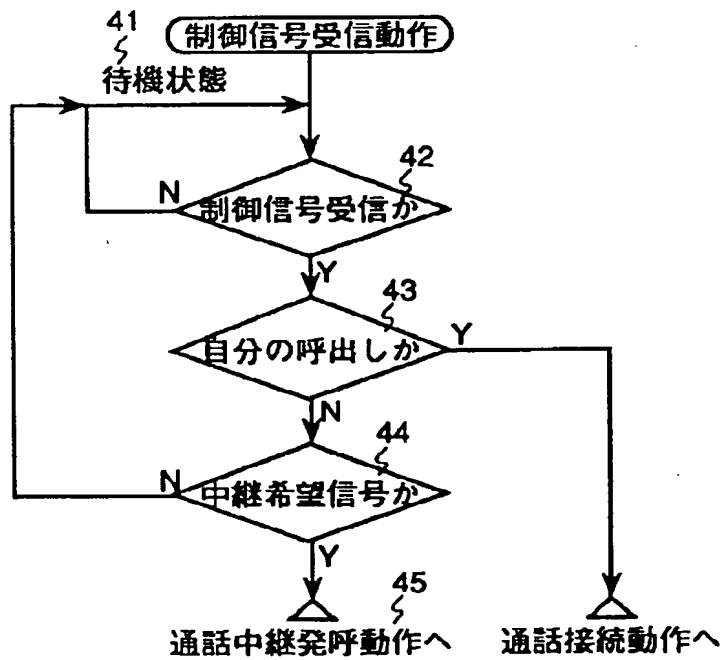 41
制御信号受信動作
待機状態
42
N
制御信号受信か
Y
43
自分の呼出しか
Y
N
44
N
中継希望信号か
Y
45
通話中継発呼動作へ
通話接続動作へ